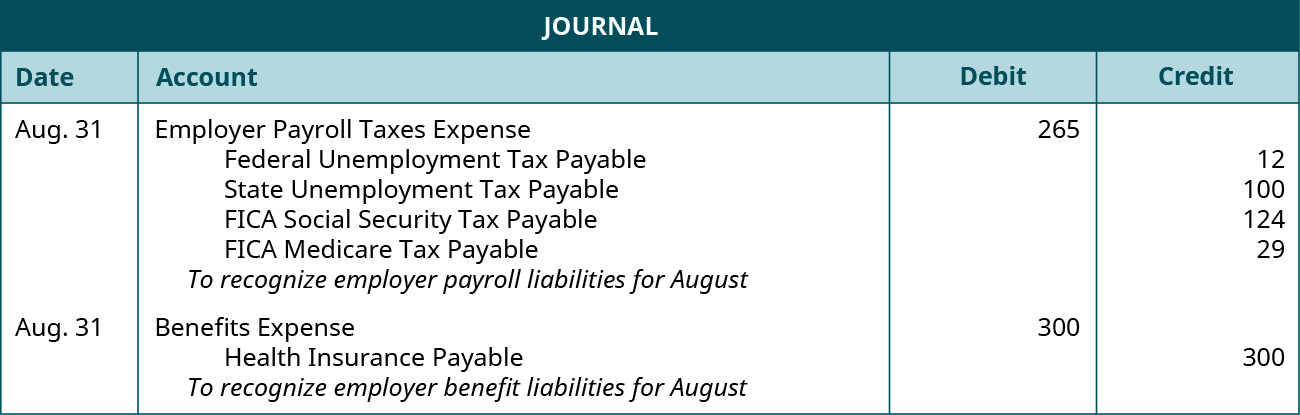 JOURNAL
Date Account Debit Credit
Aug. 31 Employer Payroll Taxes Expense 265
Federal Unemployment Tax Payable 12
State Unemployment Tax Payable 100
FICA Social Security Tax Payable 124
FICA Medicare Tax Payable 29
To recognize employer payroll liabilities for August
Aug. 31 Benefits Expense 300
Health Insurance Payable 300
To recognize employer benefit liabilities for August